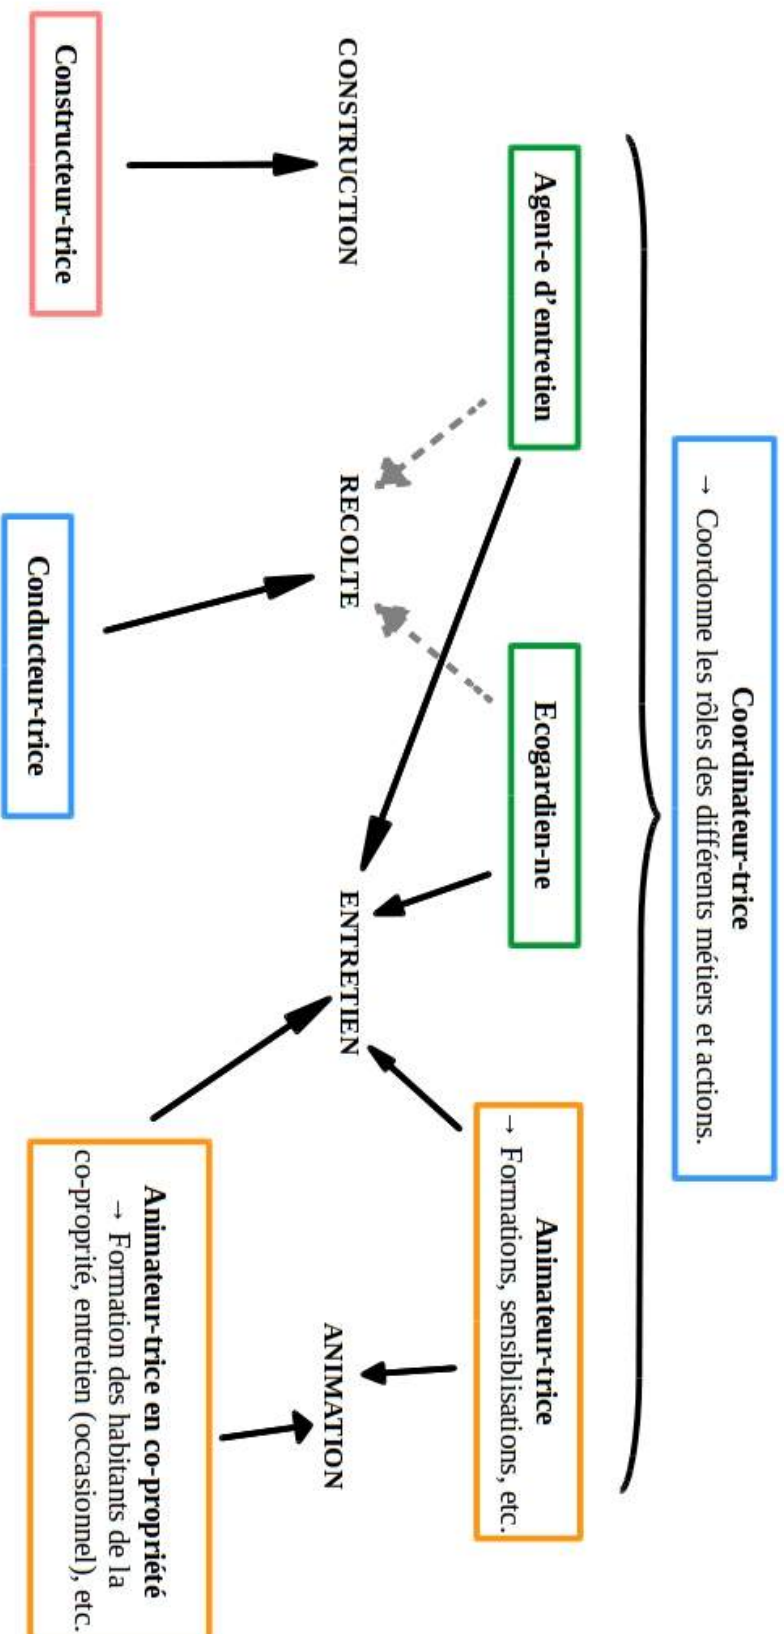 Coordinateur-trice
→ Coordonne les rôles des différents métiers et actions.
Agent-e d'entretien
Ecogardien-ne
Animateur-trice
→ Formations, sensiblisations, etc.
CONSTRUCTION
RECOLTE
ENTRETIEN
ANIMATION
Constructeur-trice
Conducteur-trice
Animateur-trice en co-propriété
→ Formation des habitants de la
co-proprité, entretien (occasionnel), etc.